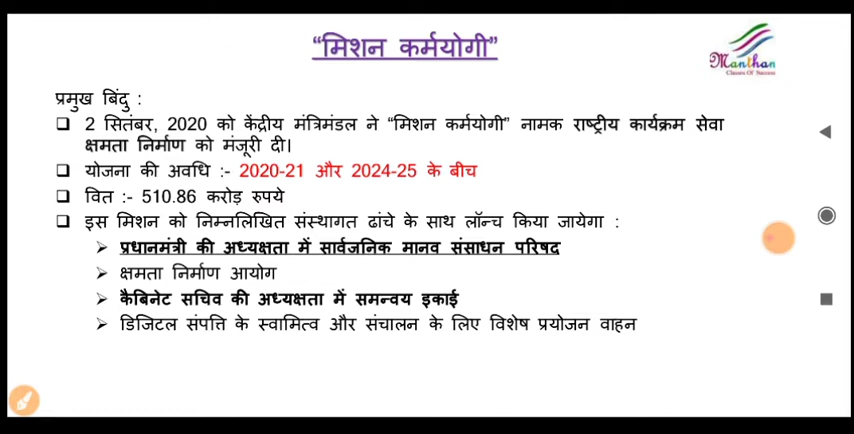 “मिशन कर्मयोगी”
Manthan
Classes Of Success
प्रमुख बिंदु :
❑ 2 सितंबर, 2020 को केंद्रीय मंत्रिमंडल ने “मिशन कर्मयोगी” नामक राष्ट्रीय कार्यक्रम सेवा
क्षमता निर्माण को मंजूरी दी।
❑ योजना की अवधि :- 2020-21 और 2024-25 के बीच
❑ वित :- 510.86 करोड़ रुपये
❑ इस मिशन को निम्नलिखित संस्थागत ढांचे के साथ लॉन्च किया जायेगा :
➢ प्रधानमंत्री की अध्यक्षता में सार्वजनिक मानव संसाधन परिषद
➢ क्षमता निर्माण आयोग
➢ कैबिनेट सचिव की अध्यक्षता में समन्वय इकाई
➢ डिजिटल संपत्ति के स्वामित्व और संचालन के लिए विशेष प्रयोजन वाहन